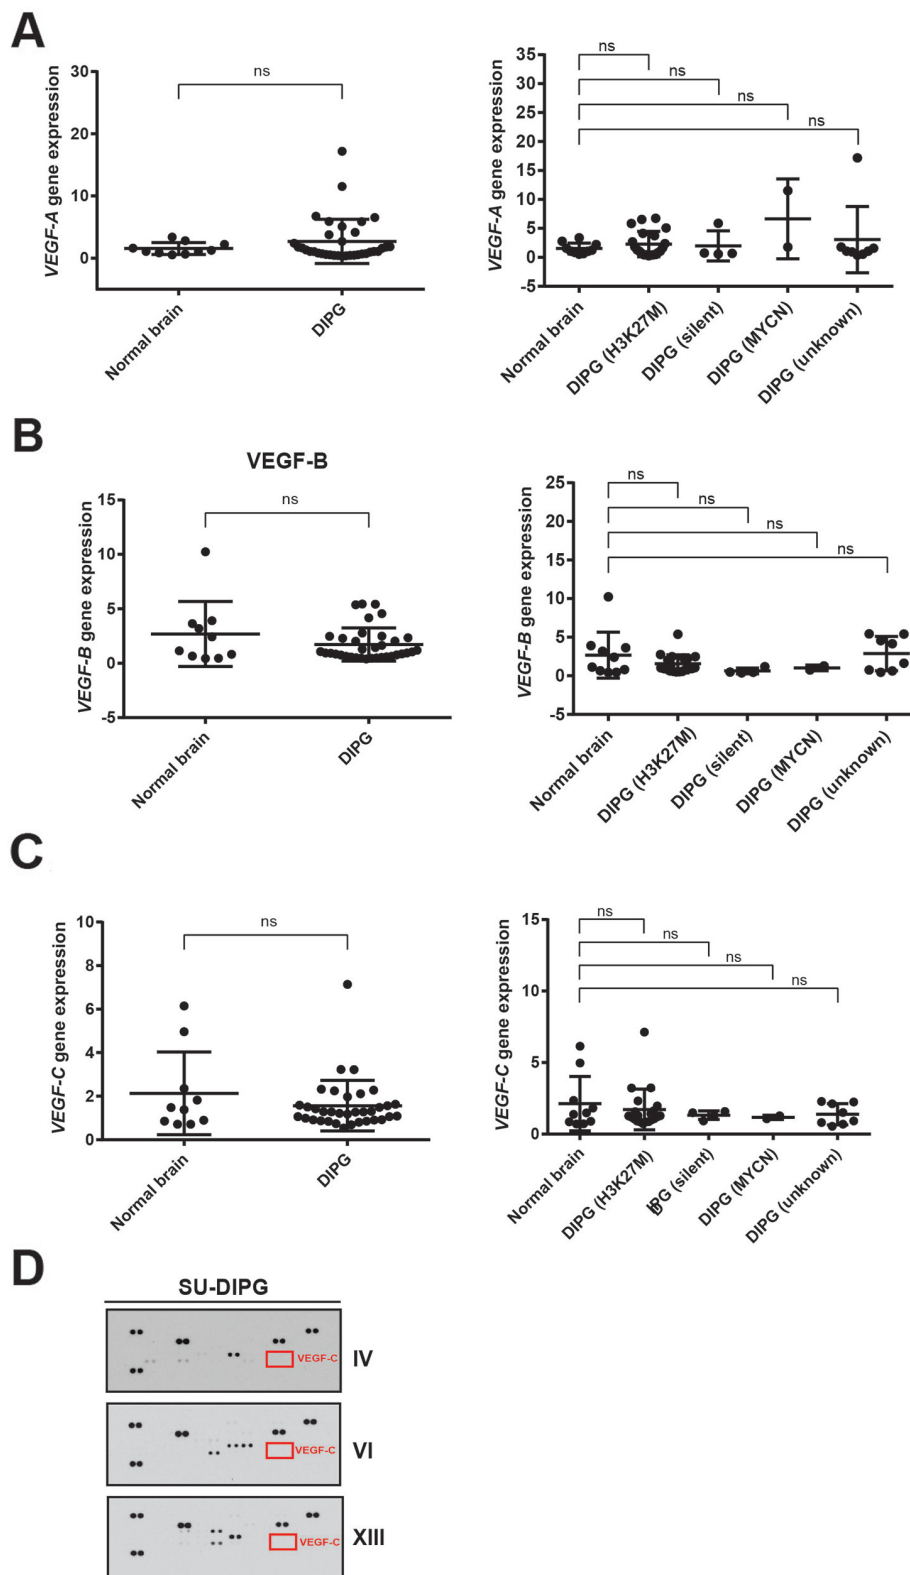 A
VEGF-A gene expression
30
20
10
0
ns
Normal brain
DIPG
VEGF-A gene expression
35
30
25
20
15
10
5
0
-5
ns
ns
ns
ns
Normal brain
DIPG (H3K27M)
DIPG (silent)
DIPG (MYCN)
DIPG (unknown)
B
VEGF-B
VEGF-B gene expression
15
10
5
0
-5
ns
Normal brain
DIPG
VEGF-B gene expression
25
20
15
10
5
0
-5
ns
ns
ns
ns
Normal brain
DIPG (H3K27M)
DIPG (silent)
DIPG (MYCN)
DIPG (unknown)
C
VEGF-C gene expression
10
8
6
4
2
0
ns
Normal brain
DIPG
VEGF-C gene expression
15
10
5
0
ns
ns
ns
ns
Normal brain
DIPG (H3K27M)
DIPG (silent)
DIPG (MYCN)
DIPG (unknown)
D
SU-DIPG
VEGF-C
IV
VEGF-C
VI
VEGF-C
XIII